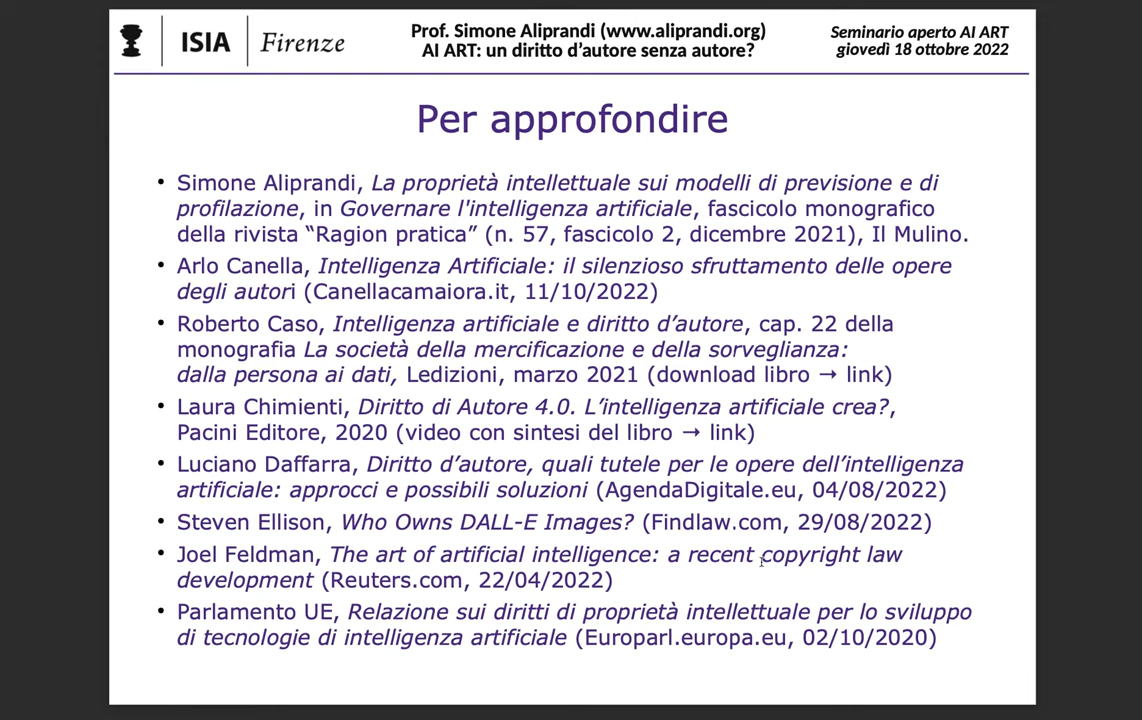 ISIA Firenze
Prof. Simone Aliprandi (www.aliprandi.org)
AI ART: un diritto d’autore senza autore?
Seminario aperto AI ART
giovedì 18 ottobre 2022
Per approfondire
• Simone Aliprandi, La proprietà intellettuale sui modelli di previsione e di
profilazione, in Governare l'intelligenza artificiale, fascicolo monografico
della rivista “Ragion pratica” (n. 57, fascicolo 2, dicembre 2021), Il Mulino.
• Arlo Canella, Intelligenza Artificiale: il silenzioso sfruttamento delle opere
degli autori (Canellacamaiora.it, 11/10/2022)
• Roberto Caso, Intelligenza artificiale e diritto d’autore, cap. 22 della
monografia La società della mercificazione e della sorveglianza:
dalla persona ai dati, Ledizioni, marzo 2021 (download libro → link)
• Laura Chimienti, Diritto di Autore 4.0. L’intelligenza artificiale crea?,
Pacini Editore, 2020 (video con sintesi del libro → link)
• Luciano Daffarra, Diritto d’autore, quali tutele per le opere dell’intelligenza
artificiale: approcci e possibili soluzioni (AgendaDigitale.eu, 04/08/2022)
• Steven Ellison, Who Owns DALL-E Images? (Findlaw.com, 29/08/2022)
• Joel Feldman, The art of artificial intelligence: a recent copyright law
development (Reuters.com, 22/04/2022)
• Parlamento UE, Relazione sui diritti di proprietà intellettuale per lo sviluppo
di tecnologie di intelligenza artificiale (Europarl.europa.eu, 02/10/2020)